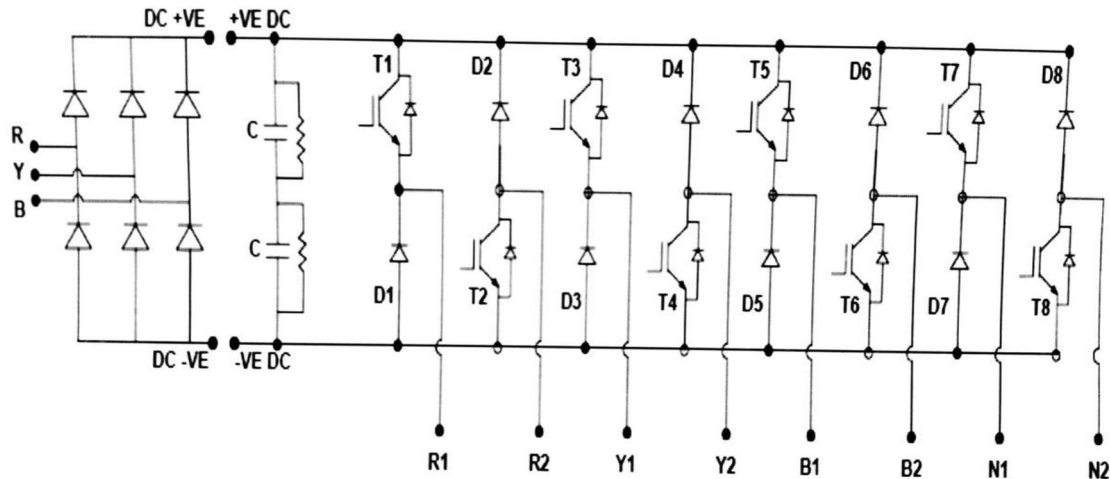 DC +VE +VE DC
T1 D2 T3 D4 T5 D6 T7 D8
R
Y
B
C
C
D1 T2 D3 T4 D5 T6 D7 T8
DC -VE -VE DC
R1 R2 Y1 Y2 B1 B2 N1 N2